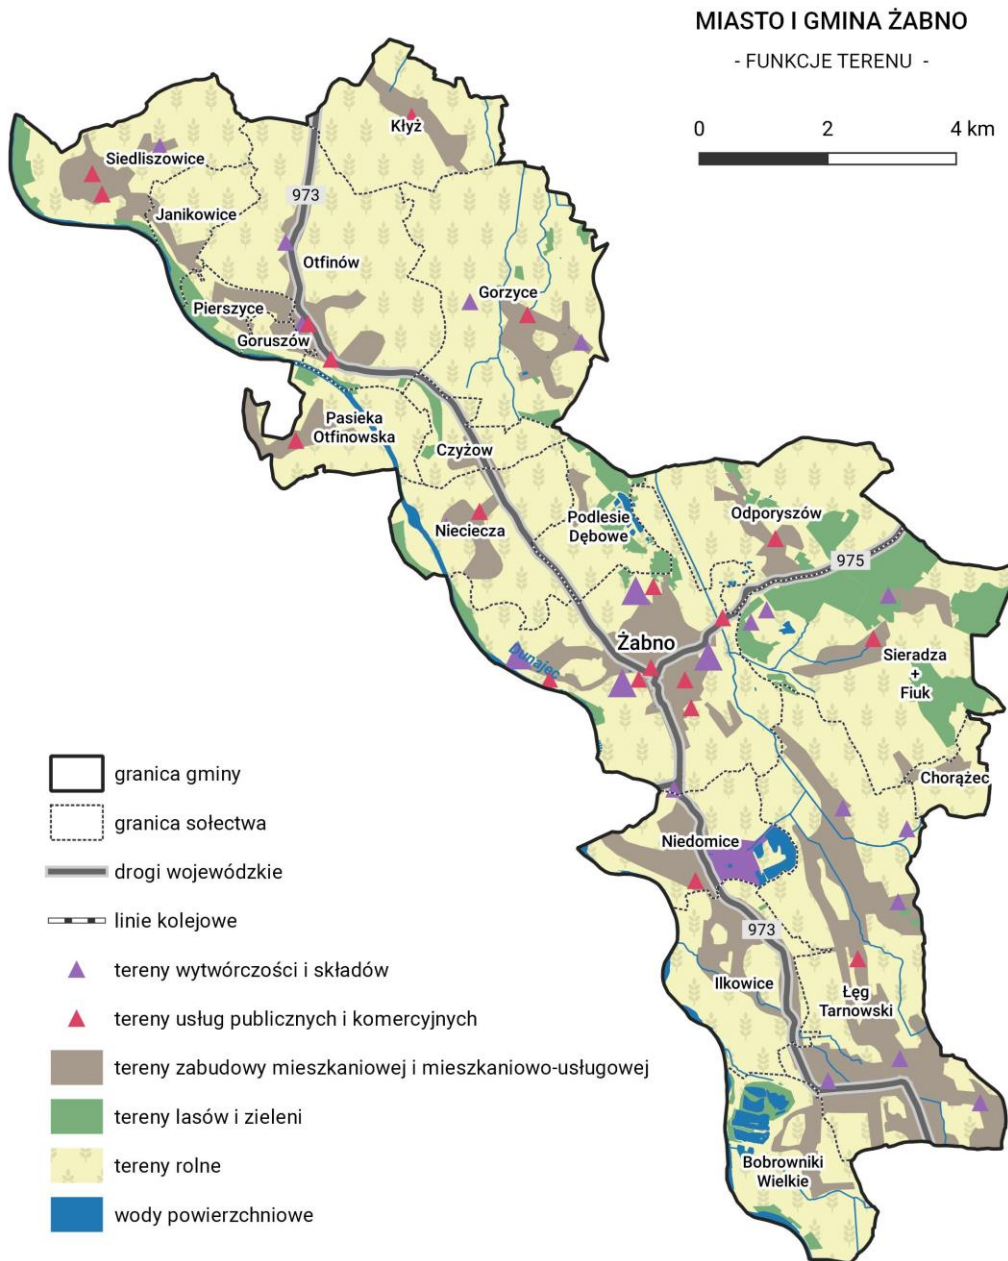 MIASTO I GMINA ŻABNO
- FUNKCJE TERENU -
0 2 4 km
Kłyż
Siedliszowice
973
Janikowice
Otfinów
Gorzyce
Pierszyce
Goruszów
Pasieka
Otfinowska
Czyżow
Nieciecza
Podlesie
Dębowe
Odporyszów
975
Żabno
Dunajec
Sieradza
+
Fiuk
Chorążec
Niedomice
973
Ilkowice
Łęg
Tarnowski
Bobrowniki
Wielkie
granica gminy
granica sołectwa
drogi wojewódzkie
linie kolejowe
tereny wytwórczości i składów
tereny usług publicznych i komercyjnych
tereny zabudowy mieszkaniowej i mieszkaniowo-usługowej
tereny lasów i zieleni
tereny rolne
wody powierzchniowe